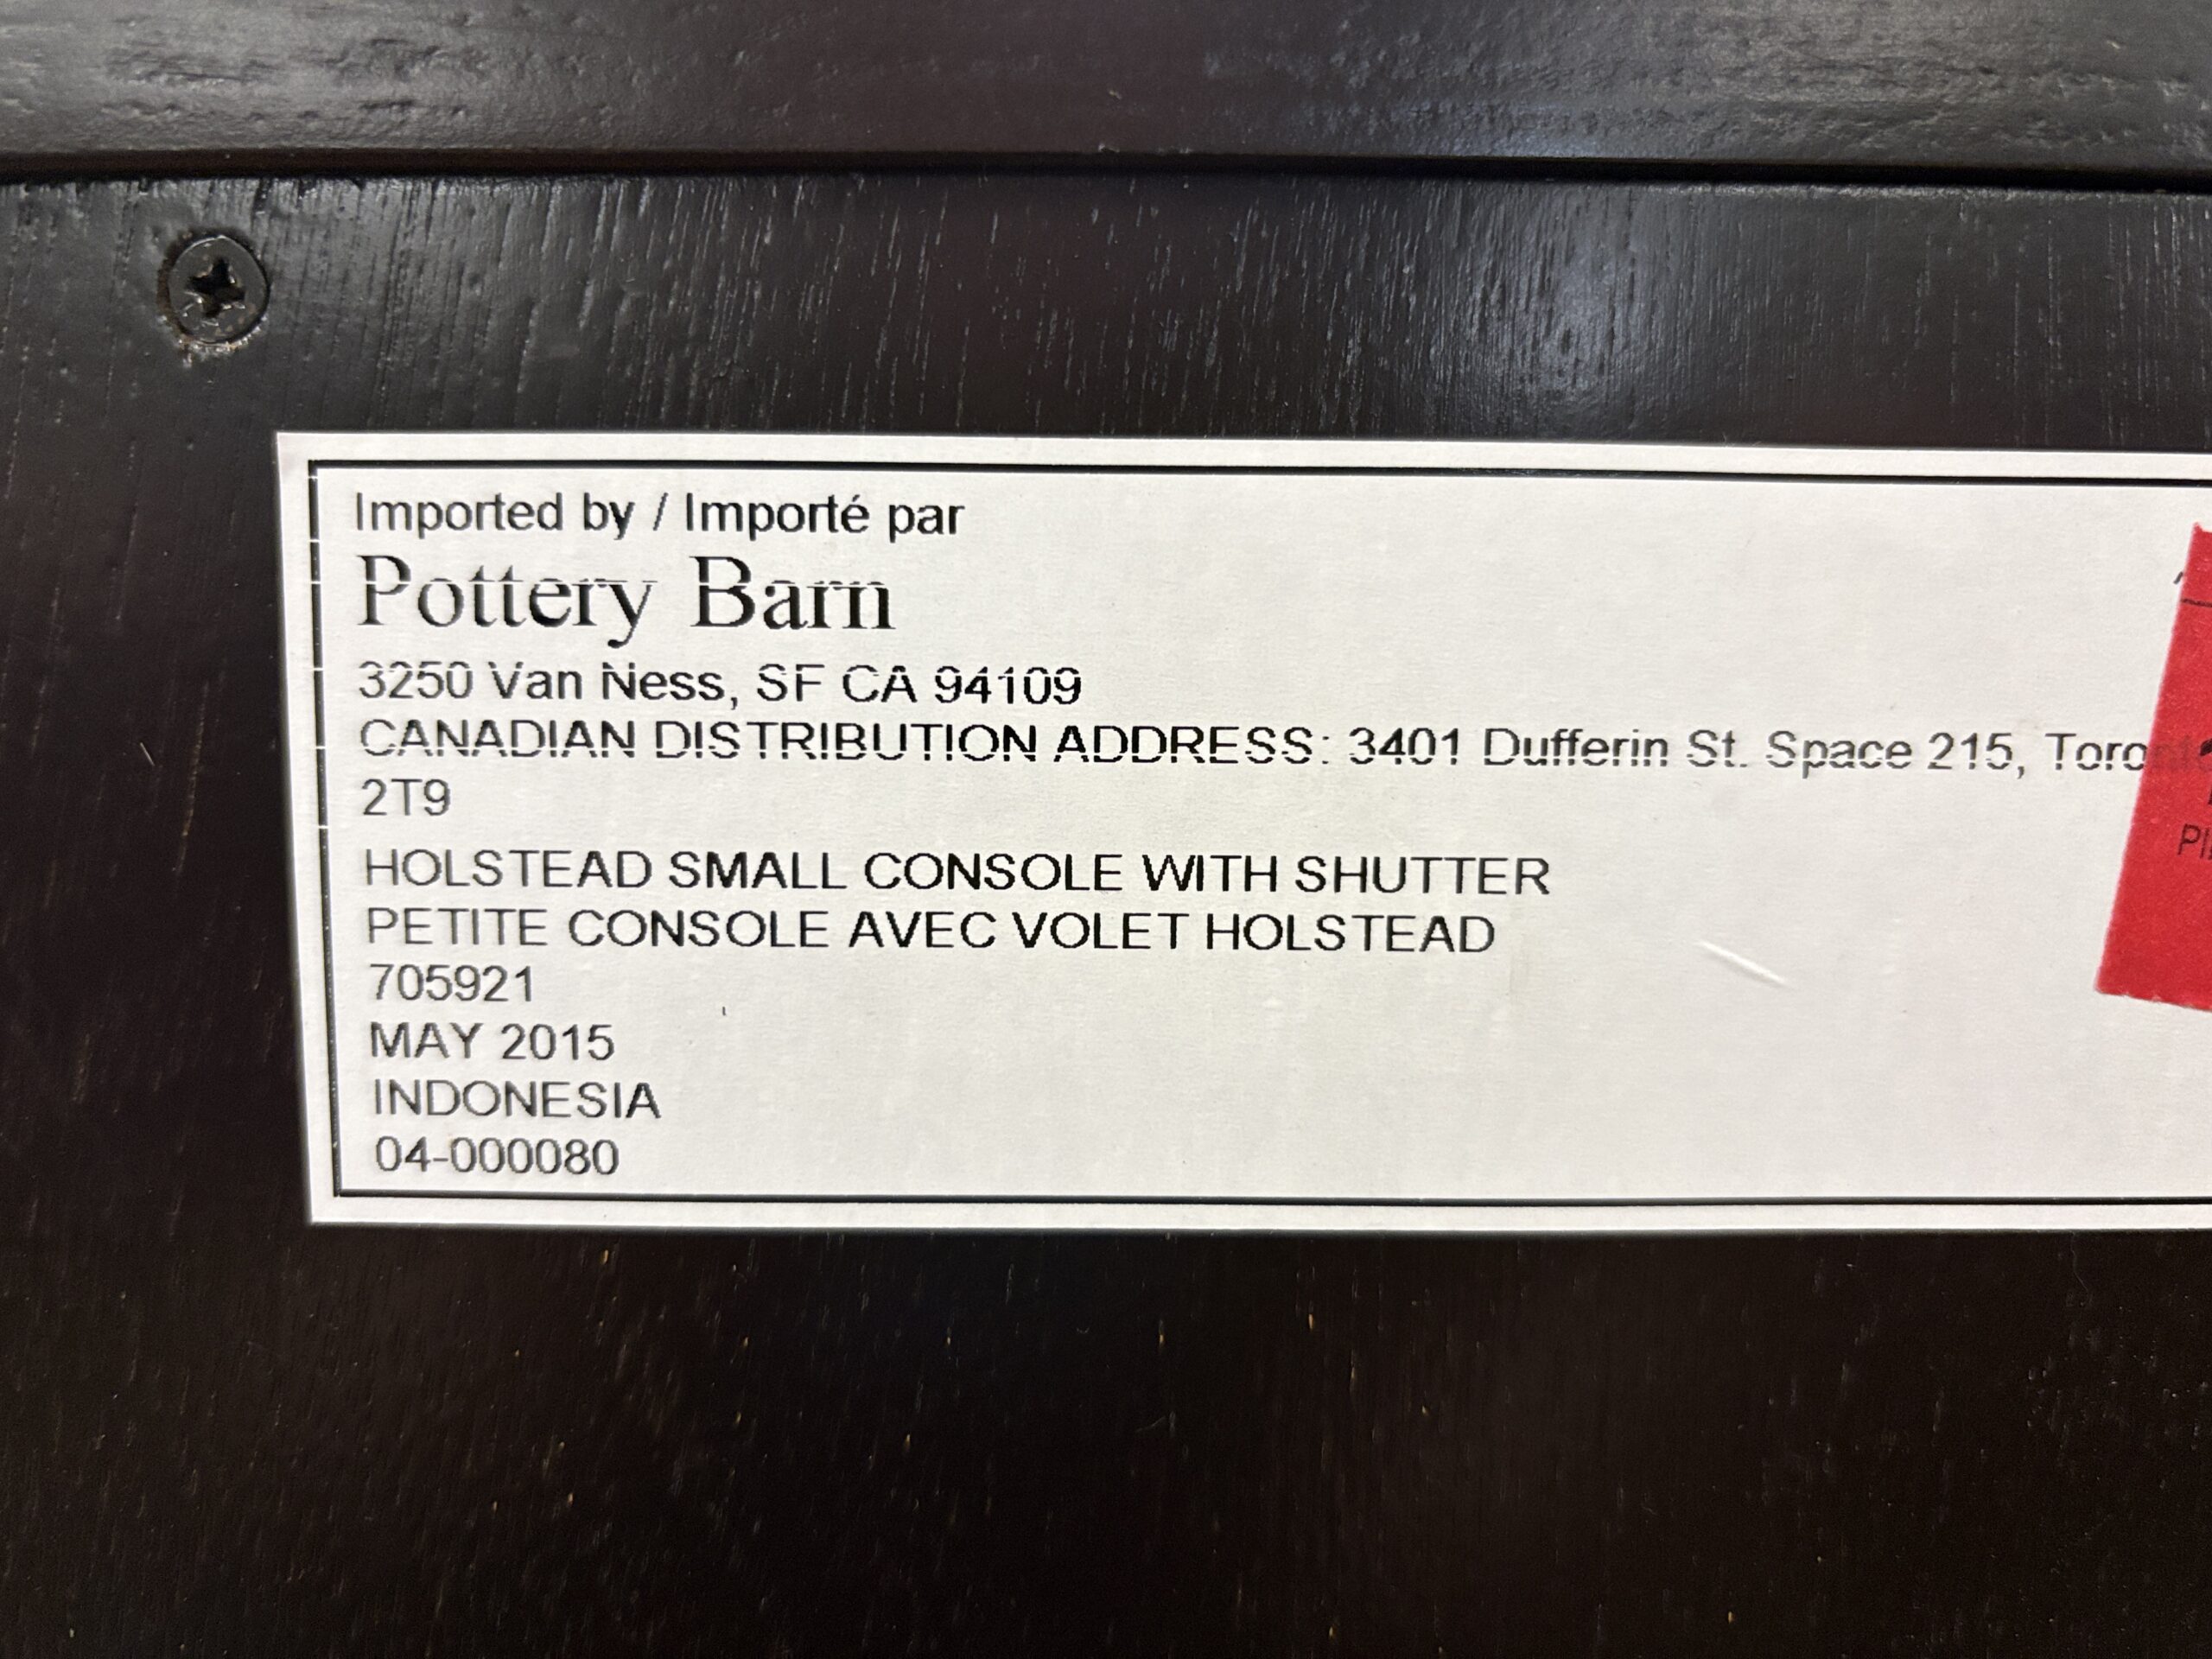 Imported by / Importé par
Pottery Barn
3250 Van Ness, SF CA 94109
CANADIAN DISTRIBUTION ADDRESS: 3401 Dufferin St. Space 215,
2T9
HOLSTEAD SMALL CONSOLE WITH SHUTTER
PETITE CONSOLE AVEC VOLET HOLSTEAD
705921
MAY 2015
INDONESIA
04-000080